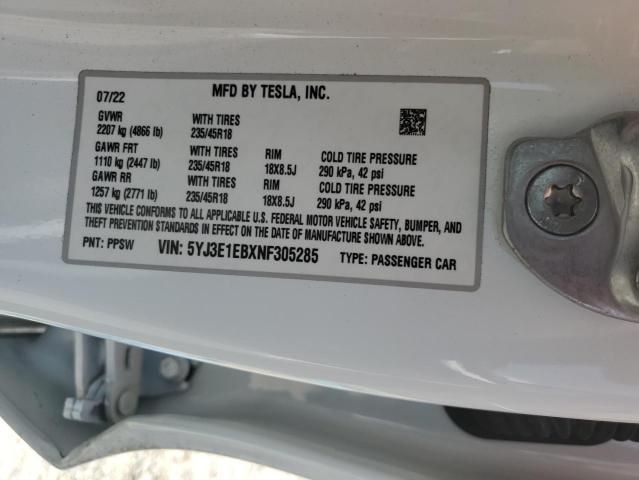 MFD BY TESLA, INC.
07/22
GVWR WITH TIRES
2207 kg (4866 lb) 235/45R18
GAWR FRT WITH TIRES RIM COLD TIRE PRESSURE
1110 kg (2447 lb) 235/45R18 18X8.5J 290 kPa, 42 psi
GAWR RR WITH TIRES RIM COLD TIRE PRESSURE
1257 kg (2771 lb) 235/45R18 18X8.5J 290 kPa, 42 psi
THIS VEHICLE CONFORMS TO ALL APPLICABLE U.S. FEDERAL MOTOR VEHICLE SAFETY, BUMPER, AND
THEFT PREVENTION STANDARDS IN EFFECT ON THE DATE OF MANUFACTURE SHOWN ABOVE.
PNT: PPSW VIN: 5YJ3E1EBXNF305285 TYPE: PASSENGER CAR